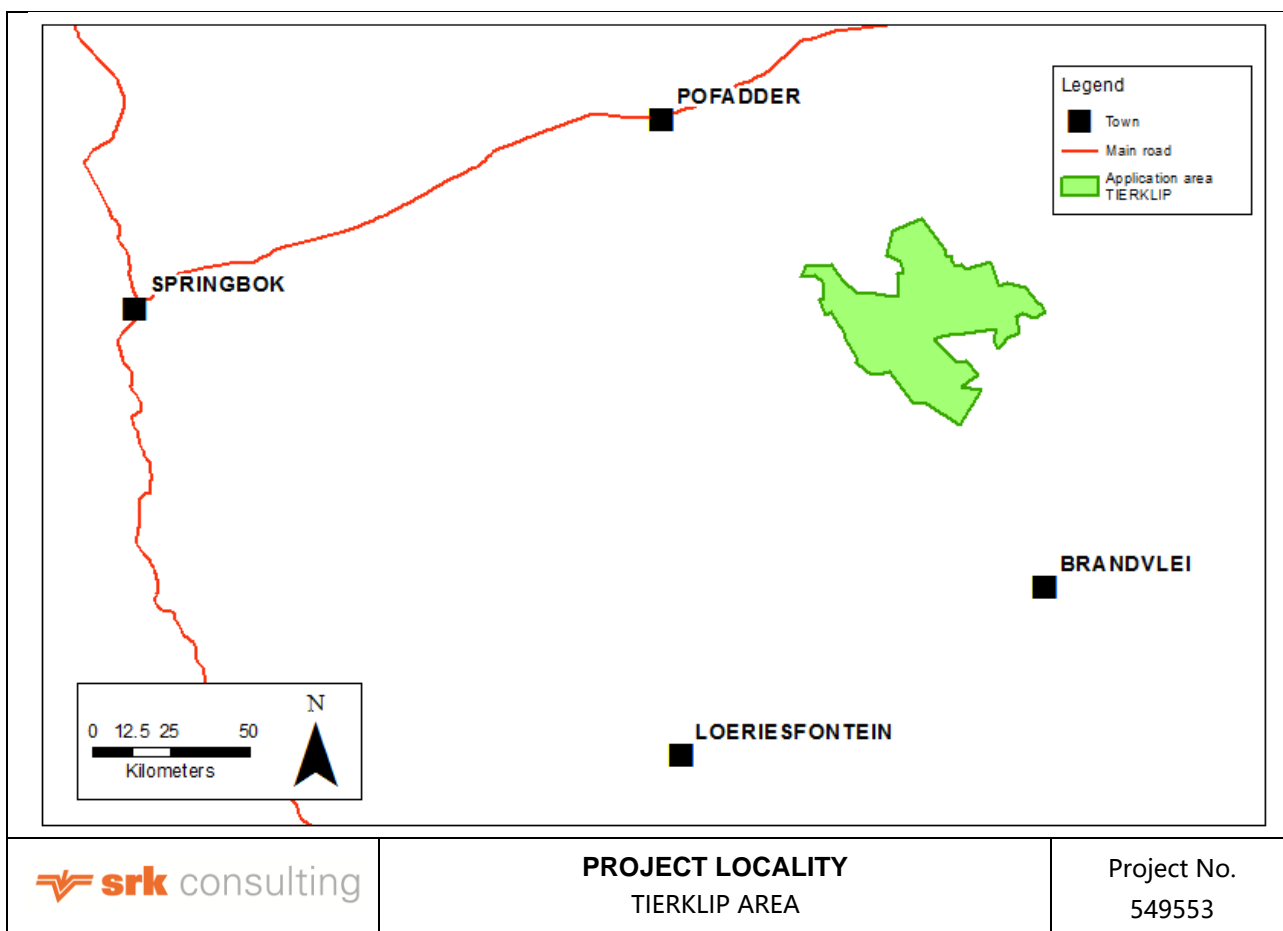 POFADDER
Legend
Town
Main road
Application area
TIERKLIP
SPRINGBOK
BRANDVLEI
LOERIESFONTEIN
N
0 12.5 25 50
Kilometers
srk consulting
PROJECT LOCALITY
TIERKLIP AREA
Project No.
549553